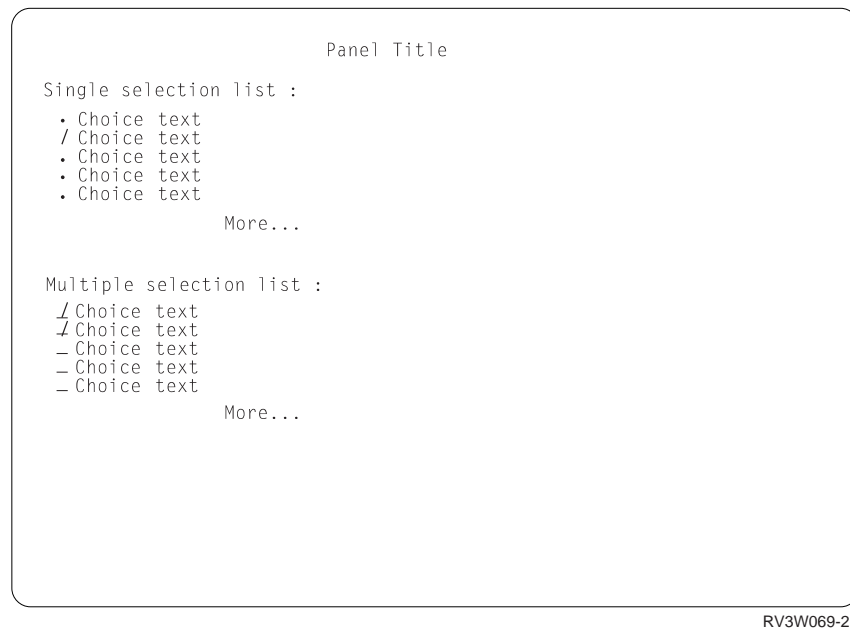 Panel Title
Single selection list :
. Choice text
/ Choice text
. Choice text
. Choice text
. Choice text
More...
Multiple selection list :
/ Choice text
/ Choice text
_ Choice text
_ Choice text
_ Choice text
More...
RV3W069-2